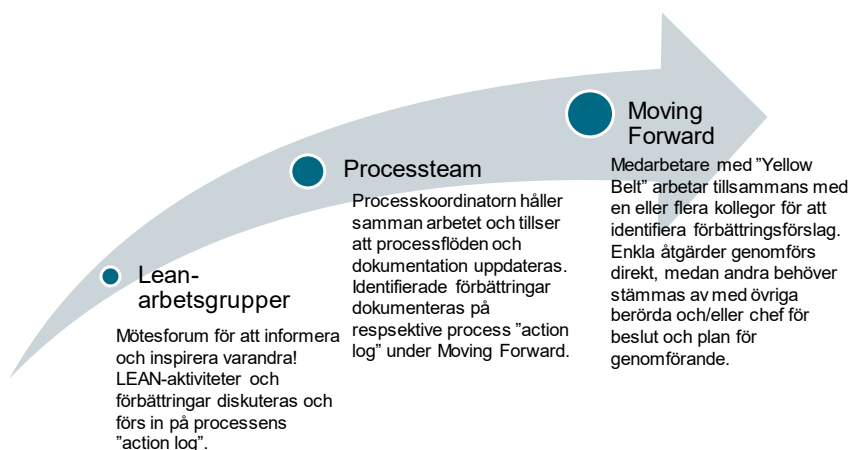 Moving
Forward
Medarbetare med ”Yellow
Belt” arbetar tillsammans med
en eller flera kollegor för att
identifiera förbättringsförslag.
Enkla åtgärder genomförs
direkt, medan andra behöver
stämmas av med övriga
berörda och/eller chef för
beslut och plan för
genomförande.
Processteam
Processkoordinatorn håller
samman arbetet och tillser
att processflöden och
dokumentation uppdateras.
Identifierade förbättringar
dokumenteras på
respsektive process ”action
log” under Moving Forward.
Lean-
arbetsgrupper
Mötesforum för att informera
och inspirera varandra!
LEAN-aktiviteter och
förbättringar diskuteras och
förs in på processens
”action log”.